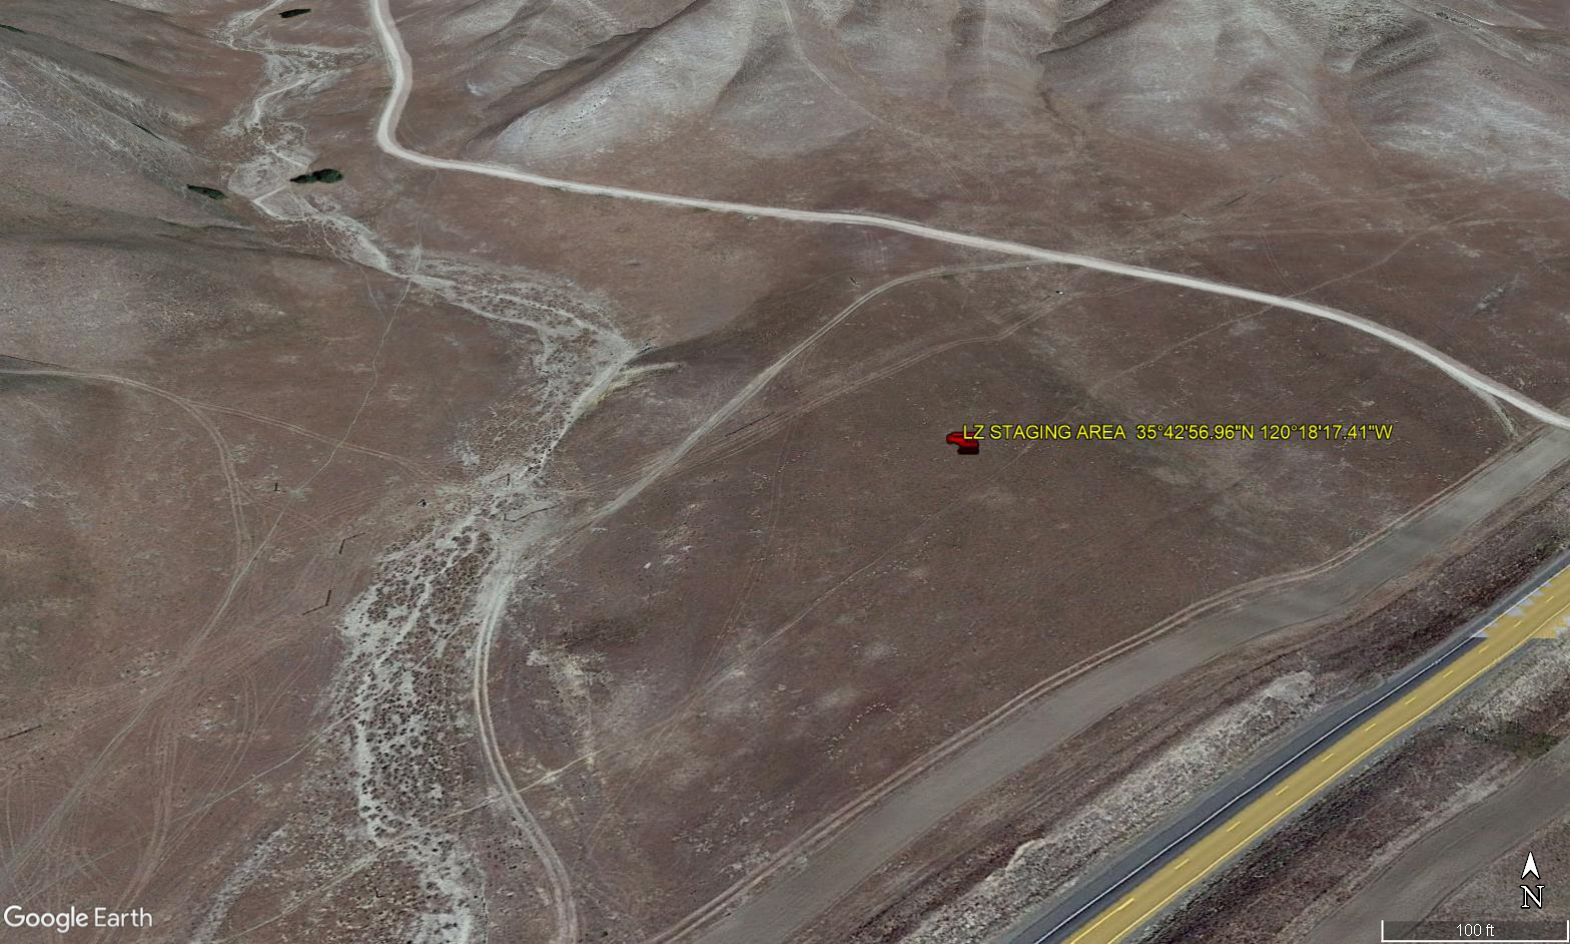 LZ STAGING AREA  35°42'56.96"N 120°18'17.41"W
N
Google Earth
100 ft